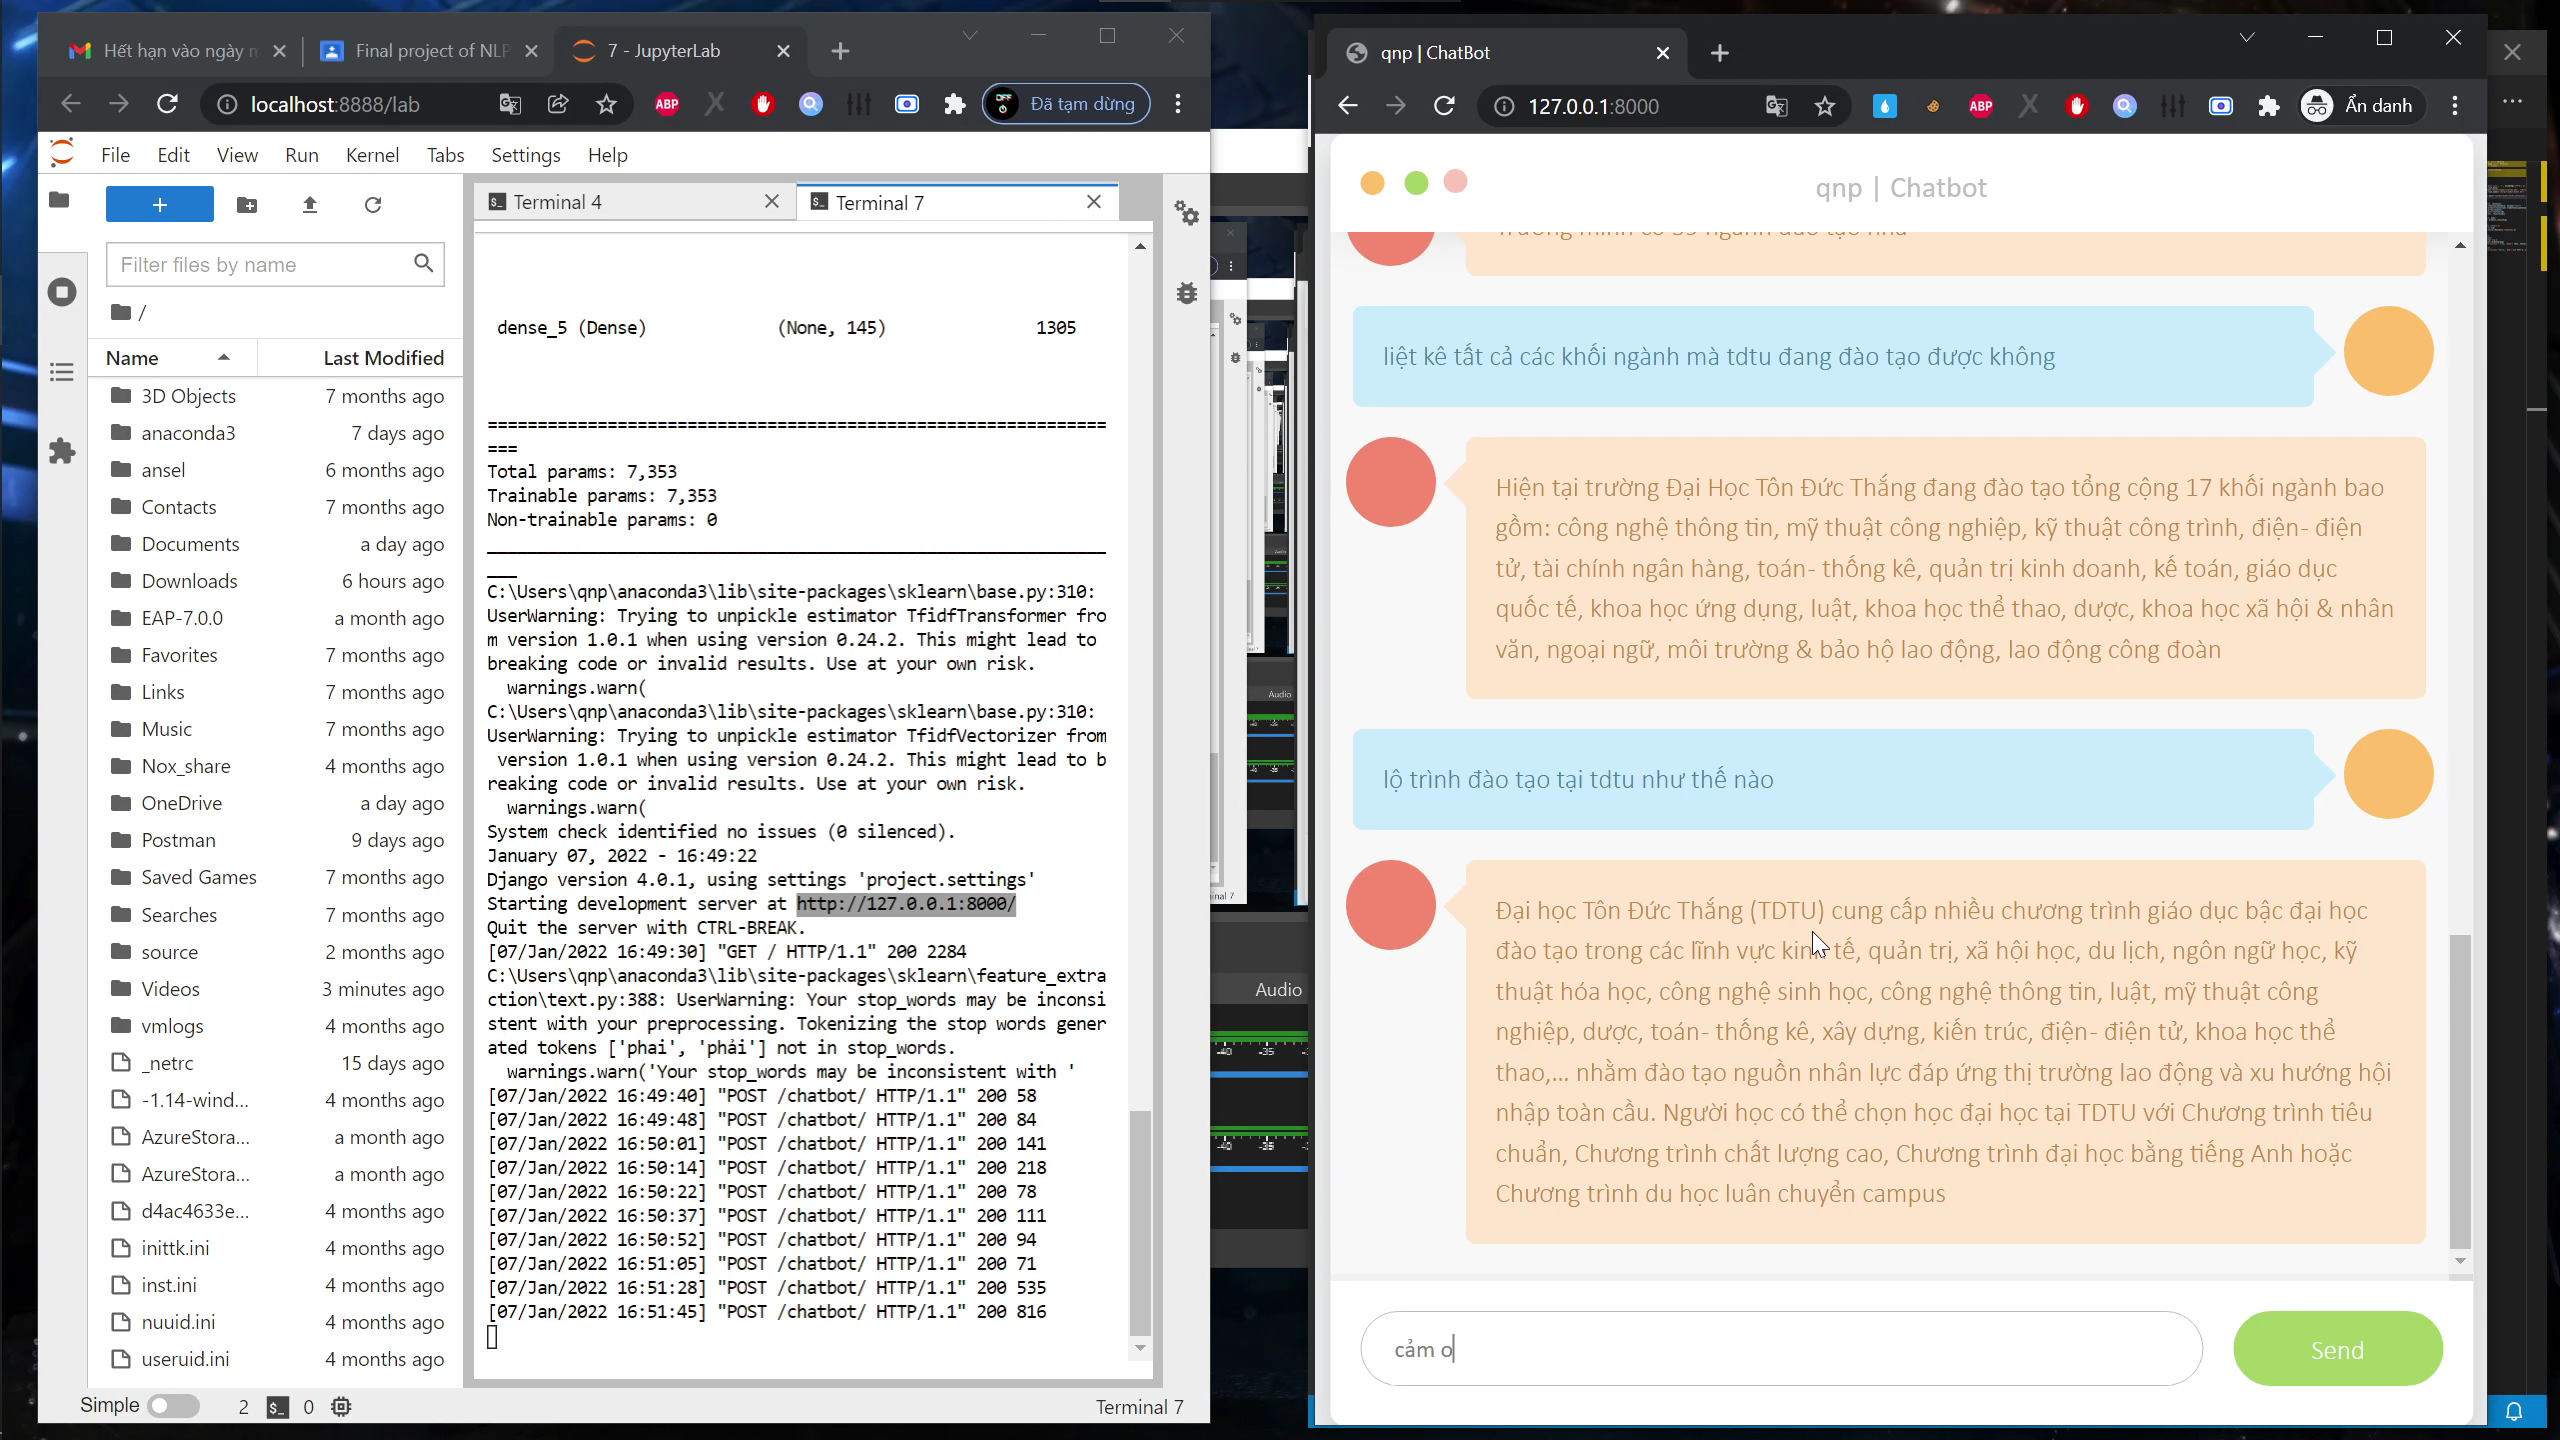 Hết hạn vào ngày
Final project of NLP
7 - JupyterLab
localhost:8888/lab
ABP
Đã tạm dừng
File
Edit
View
Run
Kernel
Tabs
Settings
Help
Filter files by name
/
Name
Last Modified
3D Objects 7 months ago
anaconda3 7 days ago
ansel 6 months ago
Contacts 7 months ago
Documents a day ago
Downloads 6 hours ago
EAP-7.0.0 a month ago
Favorites 7 months ago
Links 7 months ago
Music 7 months ago
Nox_share 4 months ago
OneDrive a day ago
Postman 9 days ago
Saved Games 7 months ago
Searches 7 months ago
source 2 months ago
Videos 3 minutes ago
vmlogs 4 months ago
_netrc 15 days ago
-1.14-wind... 4 months ago
AzureStora... a month ago
AzureStora... a month ago
d4ac4633e... 4 months ago
inittk.ini 4 months ago
inst.ini 4 months ago
nuuid.ini 4 months ago
useruid.ini 4 months ago
Simple 2 0 Terminal 7
Terminal 4
Terminal 7
dense_5 (Dense) (None, 145) 1305
==============================================================
===
Total params: 7,353
Trainable params: 7,353
Non-trainable params: 0
______________________________________________________________
___
C:\Users\qnp\anaconda3\lib\site-packages\sklearn\base.py:310:
UserWarning: Trying to unpickle estimator TfidfTransformer fro
m version 1.0.1 when using version 0.24.2. This might lead to
breaking code or invalid results. Use at your own risk.
warnings.warn(
C:\Users\qnp\anaconda3\lib\site-packages\sklearn\base.py:310:
UserWarning: Trying to unpickle estimator TfidfVectorizer from
version 1.0.1 when using version 0.24.2. This might lead to b
reaking code or invalid results. Use at your own risk.
warnings.warn(
System check identified no issues (0 silenced).
January 07, 2022 - 16:49:22
Django version 4.0.1, using settings 'project.settings'
Starting development server at http://127.0.0.1:8000/
Quit the server with CTRL-BREAK.
[07/Jan/2022 16:49:30] "GET / HTTP/1.1" 200 2284
C:\Users\qnp\anaconda3\lib\site-packages\sklearn\feature_extra
ction\text.py:388: UserWarning: Your stop_words may be inconsi
stent with your preprocessing. Tokenizing the stop words gener
ated tokens ['phai', 'phải'] not in stop_words.
warnings.warn('Your stop_words may be inconsistent with '
[07/Jan/2022 16:49:40] "POST /chatbot/ HTTP/1.1" 200 58
[07/Jan/2022 16:49:48] "POST /chatbot/ HTTP/1.1" 200 84
[07/Jan/2022 16:50:01] "POST /chatbot/ HTTP/1.1" 200 141
[07/Jan/2022 16:50:14] "POST /chatbot/ HTTP/1.1" 200 218
[07/Jan/2022 16:50:22] "POST /chatbot/ HTTP/1.1" 200 78
[07/Jan/2022 16:50:37] "POST /chatbot/ HTTP/1.1" 200 111
[07/Jan/2022 16:50:52] "POST /chatbot/ HTTP/1.1" 200 94
[07/Jan/2022 16:51:05] "POST /chatbot/ HTTP/1.1" 200 71
[07/Jan/2022 16:51:28] "POST /chatbot/ HTTP/1.1" 200 535
[07/Jan/2022 16:51:45] "POST /chatbot/ HTTP/1.1" 200 816
Audio
Audio
-40 -35
-40 -35
qnp | ChatBot
127.0.0.1:8000
ABP
Ẩn danh
qnp | Chatbot
Trường mình có 39 ngành đào tạo nha
liệt kê tất cả các khối ngành mà tdtu đang đào tạo được không
Hiện tại trường Đại Học Tôn Đức Thắng đang đào tạo tổng cộng 17 khối ngành bao
gồm: công nghệ thông tin, mỹ thuật công nghiệp, kỹ thuật công trình, điện- điện
tử, tài chính ngân hàng, toán- thống kê, quản trị kinh doanh, kế toán, giáo dục
quốc tế, khoa học ứng dụng, luật, khoa học thể thao, dược, khoa học xã hội & nhân
văn, ngoại ngữ, môi trường & bảo hộ lao động, lao động công đoàn
lộ trình đào tạo tại tdtu như thế nào
Đại học Tôn Đức Thắng (TDTU) cung cấp nhiều chương trình giáo dục bậc đại học
đào tạo trong các lĩnh vực kinh tế, quản trị, xã hội học, du lịch, ngôn ngữ học, kỹ
thuật hóa học, công nghệ sinh học, công nghệ thông tin, luật, mỹ thuật công
nghiệp, dược, toán- thống kê, xây dựng, kiến trúc, điện- điện tử, khoa học thể
thao,... nhằm đào tạo nguồn nhân lực đáp ứng thị trường lao động và xu hướng hội
nhập toàn cầu. Người học có thể chọn học đại học tại TDTU với Chương trình tiêu
chuẩn, Chương trình chất lượng cao, Chương trình đại học bằng tiếng Anh hoặc
Chương trình du học luân chuyển campus
cảm o
Send